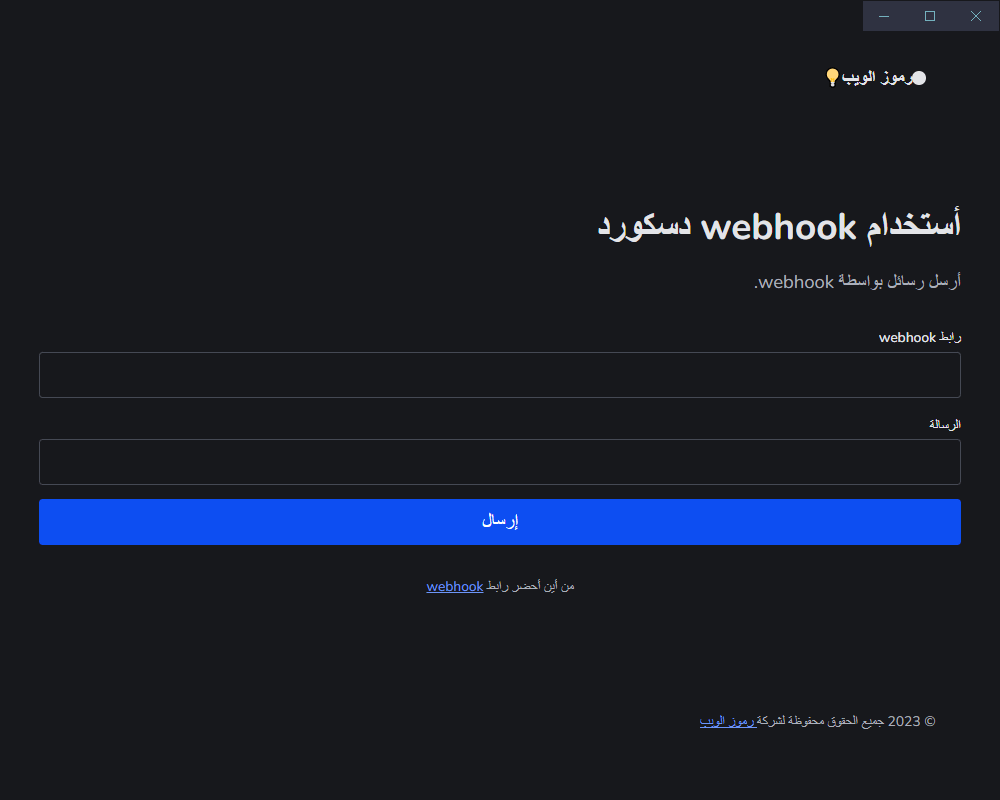 رموز الويب💡
أستخدام webhook دسكورد
أرسل رسائل بواسطة webhook.
رابط webhook
الرسالة
إرسال
من أين أحضر رابط webhook
© 2023 جميع الحقوق محفوظة لشركة رموز الويب